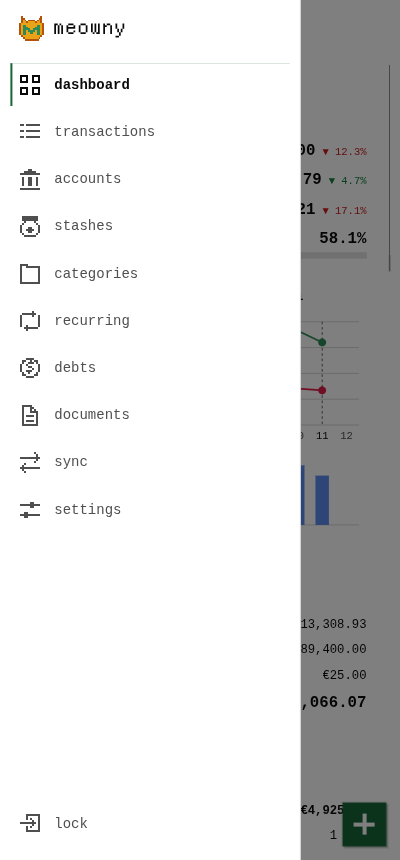 meowny
dashboard
transactions
accounts
stashes
categories
recurring
debts
documents
sync
settings
lock
00 ▼ 12.3%
79 ▼ 4.7%
21 ▼ 17.1%
58.1%
11 12
13,308.93
89,400.00
€25.00
,066.07
€4,925
1